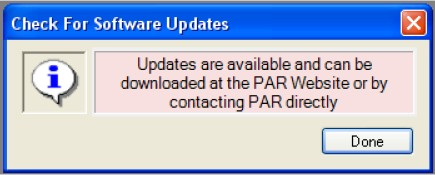 Check For Software Updates
Updates are available and can be
downloaded at the PAR Website or by
contacting PAR directly
Done